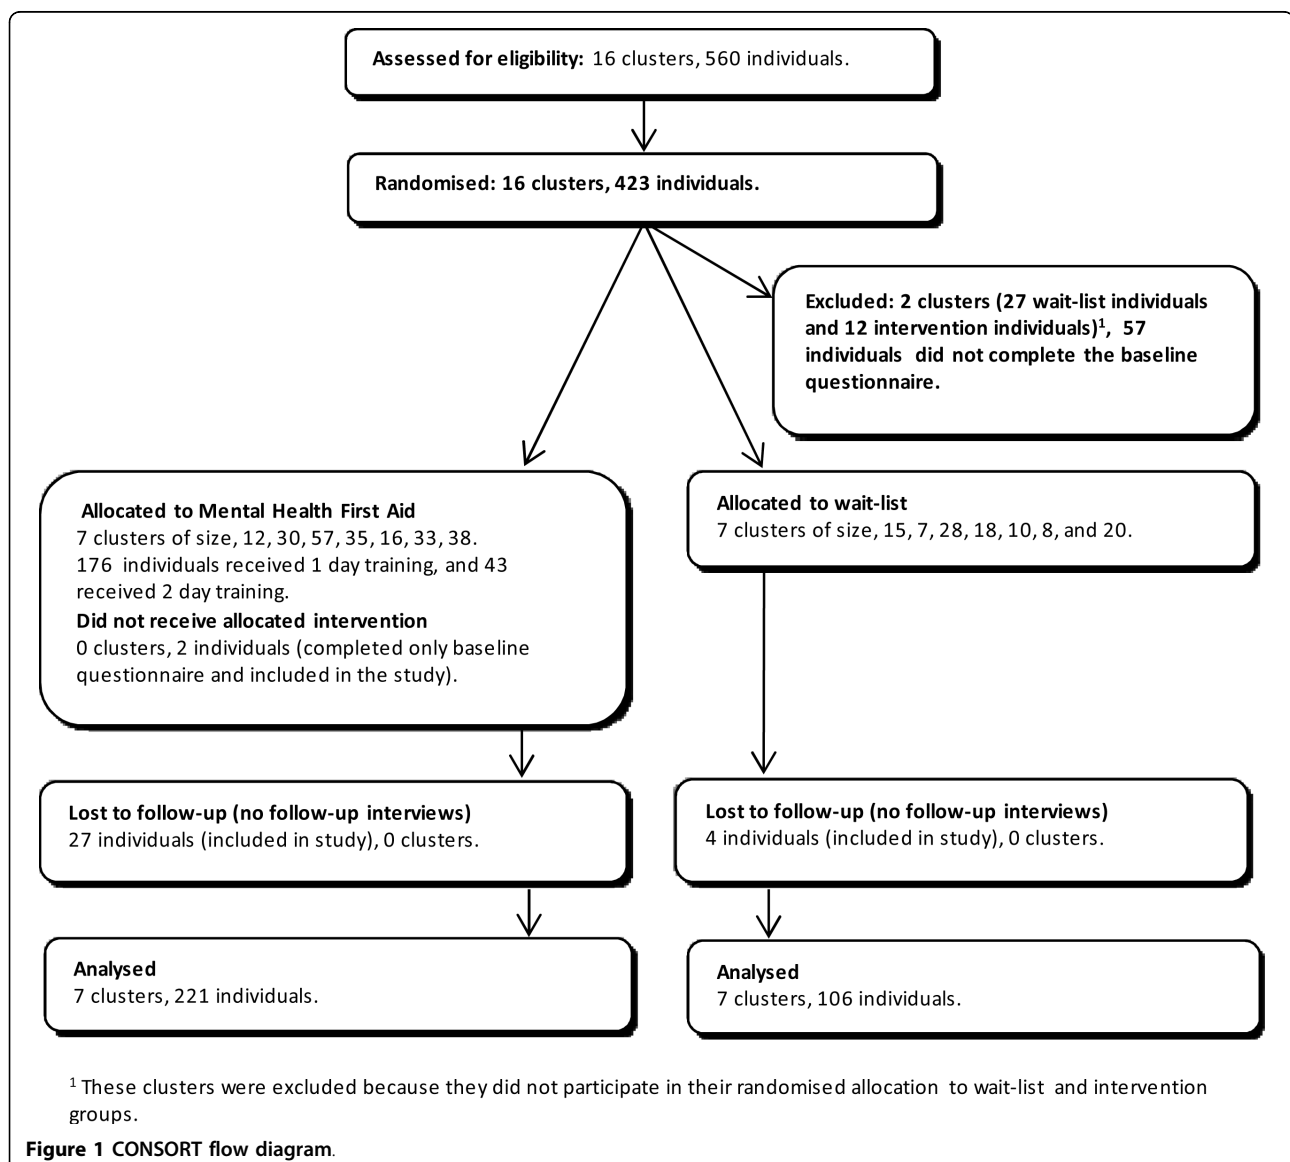 Assessed for eligibility: 16 clusters, 560 individuals.
Randomised: 16 clusters, 423 individuals.
Excluded: 2 clusters (27 wait-list individuals
and 12 intervention individuals)¹, 57
individuals did not complete the baseline
questionnaire.
Allocated to Mental Health First Aid
7 clusters of size, 12, 30, 57, 35, 16, 33, 38.
176 individuals received 1 day training, and 43
received 2 day training.
Did not receive allocated intervention
0 clusters, 2 individuals (completed only baseline
questionnaire and included in the study).
Allocated to wait-list
7 clusters of size, 15, 7, 28, 18, 10, 8, and 20.
Lost to follow-up (no follow-up interviews)
27 individuals (included in study), 0 clusters.
Lost to follow-up (no follow-up interviews)
4 individuals (included in study), 0 clusters.
Analysed
7 clusters, 221 individuals.
Analysed
7 clusters, 106 individuals.
¹ These clusters were excluded because they did not participate in their randomised allocation to wait-list and intervention
groups.
Figure 1 CONSORT flow diagram.